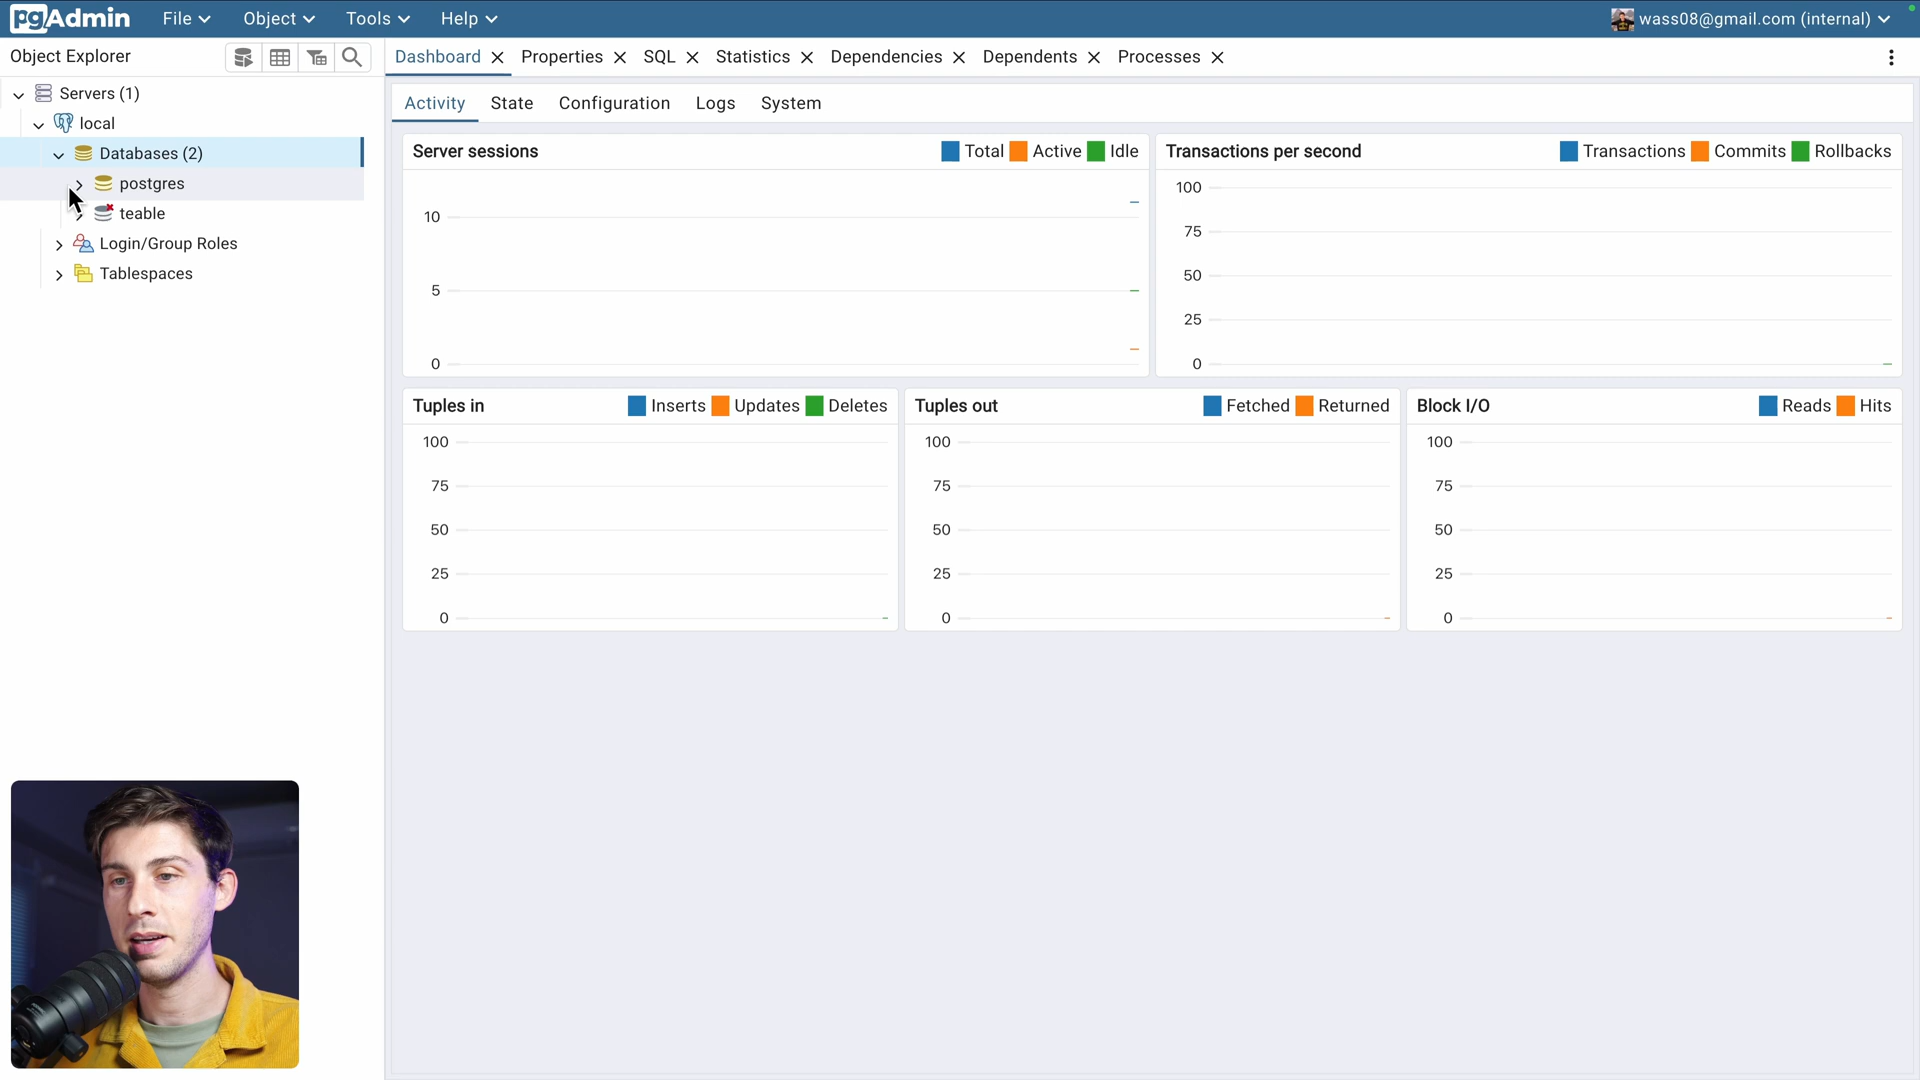 pgAdmin File Object Tools Help wass08@gmail.com (internal)
Object Explorer
Dashboard Properties SQL Statistics Dependencies Dependents Processes
Servers (1)
local
Databases (2)
postgres
teable
Login/Group Roles
Tablespaces
Activity State Configuration Logs System
Server sessions Total Active Idle
10
5
0
Transactions per second Transactions Commits Rollbacks
100
75
50
25
0
Tuples in Inserts Updates Deletes
100
75
50
25
0
Tuples out Fetched Returned
100
75
50
25
0
Block I/O Reads Hits
100
75
50
25
0